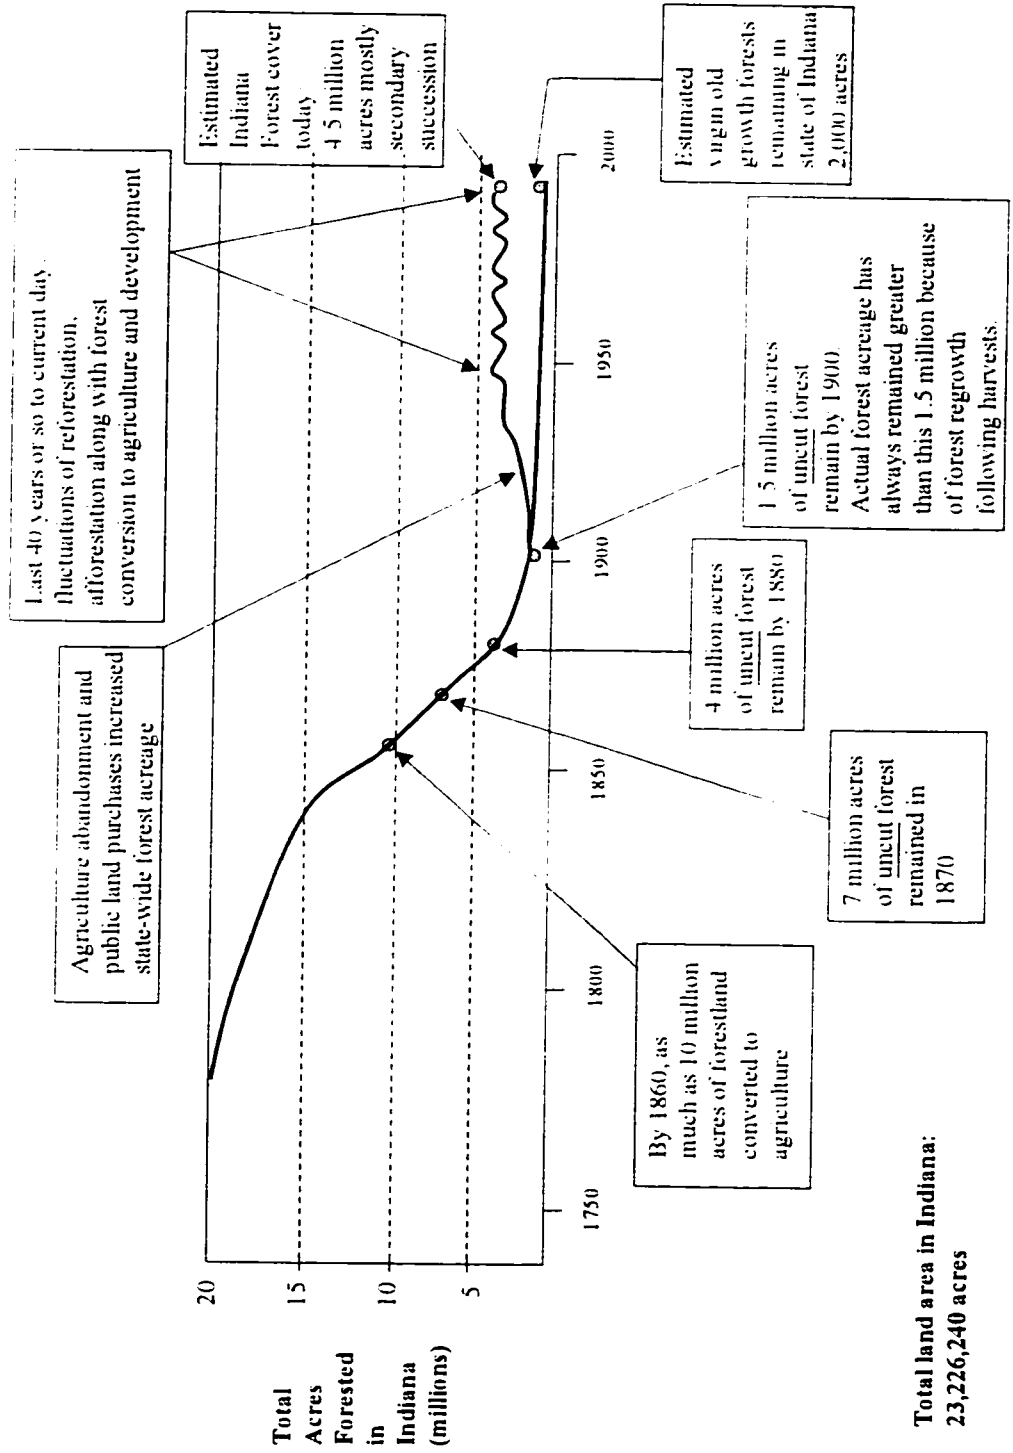 Last 40 years or so to current day.
fluctuations of reforestation,
afforestation along with forest
conversion to agriculture and development
Agriculture abandonment and
public land purchases increased
state-wide forest acreage
Estimated
Indiana
Forest cover
today
4 5 million
acres mostly
secondary
succession
Total
Acres
Forested
in
Indiana
(millions)
20
15
10
5
1750
1800
1850
1900
1950
2000
By 1860, as
much as 10 million
acres of forestland
converted to
agriculture
7 million acres
of uncut forest
remained in
1870
4 million acres
of uncut forest
remain by 1880
1 5 million acres
of uncut forest
remain by 1900.
Actual forest acreage has
always remained greater
than this 1.5 million because
of forest regrowth
following harvests.
Estimated
virgin old
growth forests
remaining in
state of Indiana
2,000 acres
Total land area in Indiana:
23,226,240 acres